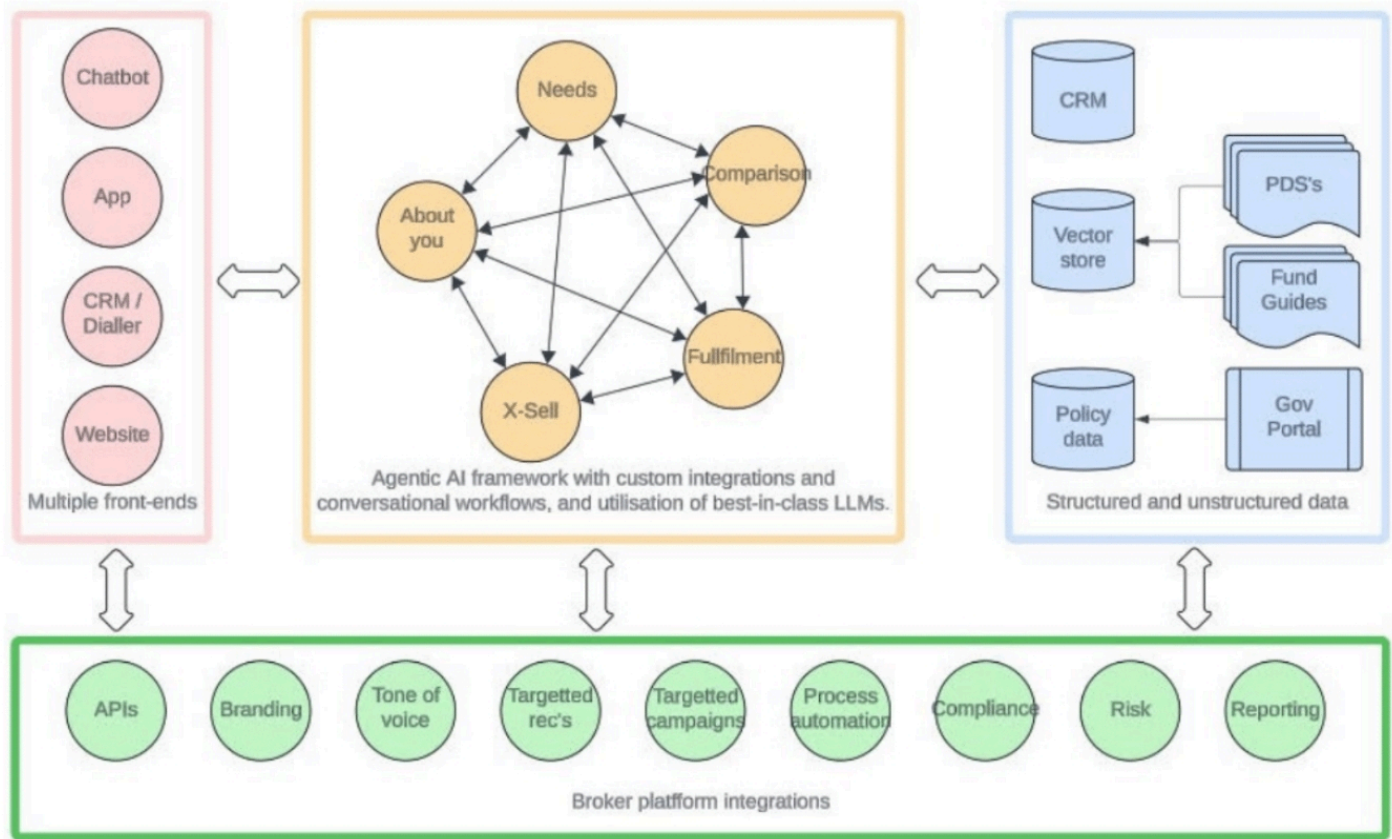 Chatbot
App
CRM /
Dialler
Website
Multiple front-ends
Needs
Comparison
About
you
Fullfilment
X-Sell
Agentic AI framework with custom integrations and
conversational workflows, and utilisation of best-in-class LLMs.
CRM
Vector
store
Policy
data
PDS's
Fund
Guides
Gov
Portal
Structured and unstructured data
APIs
Branding
Tone of
voice
Targetted
rec's
Targetted
campaigns
Process
automation
Compliance
Risk
Reporting
Broker platfform integrations